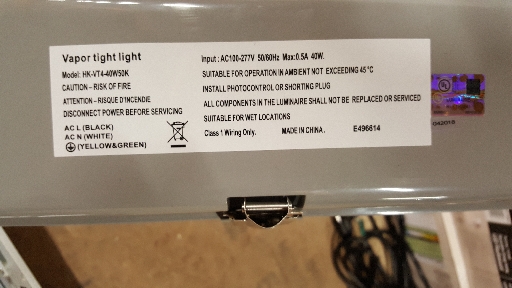 Vapor tight light
Model: HK-VT4-40W50K
CAUTION – RISK OF FIRE
ATTENTION – RISQUE D'INCENDIE
DISCONNECT POWER BEFORE SERVICING
AC L (BLACK)
AC N (WHITE)
(YELLOW&GREEN)
Input : AC100-277V 50/60Hz Max:0.5A 40W.
SUITABLE FOR OPERATION IN AMBIENT NOT EXCEEDING 45 °C
INSTALL PHOTOCONTROL OR SHORTING PLUG
ALL COMPONENTS IN THE LUMINAIRE SHALL NOT BE REPLACED OR SERVICED
SUITABLE FOR WET LOCATIONS
Class 1 Wiring Only. MADE IN CHINA. E496614
UL